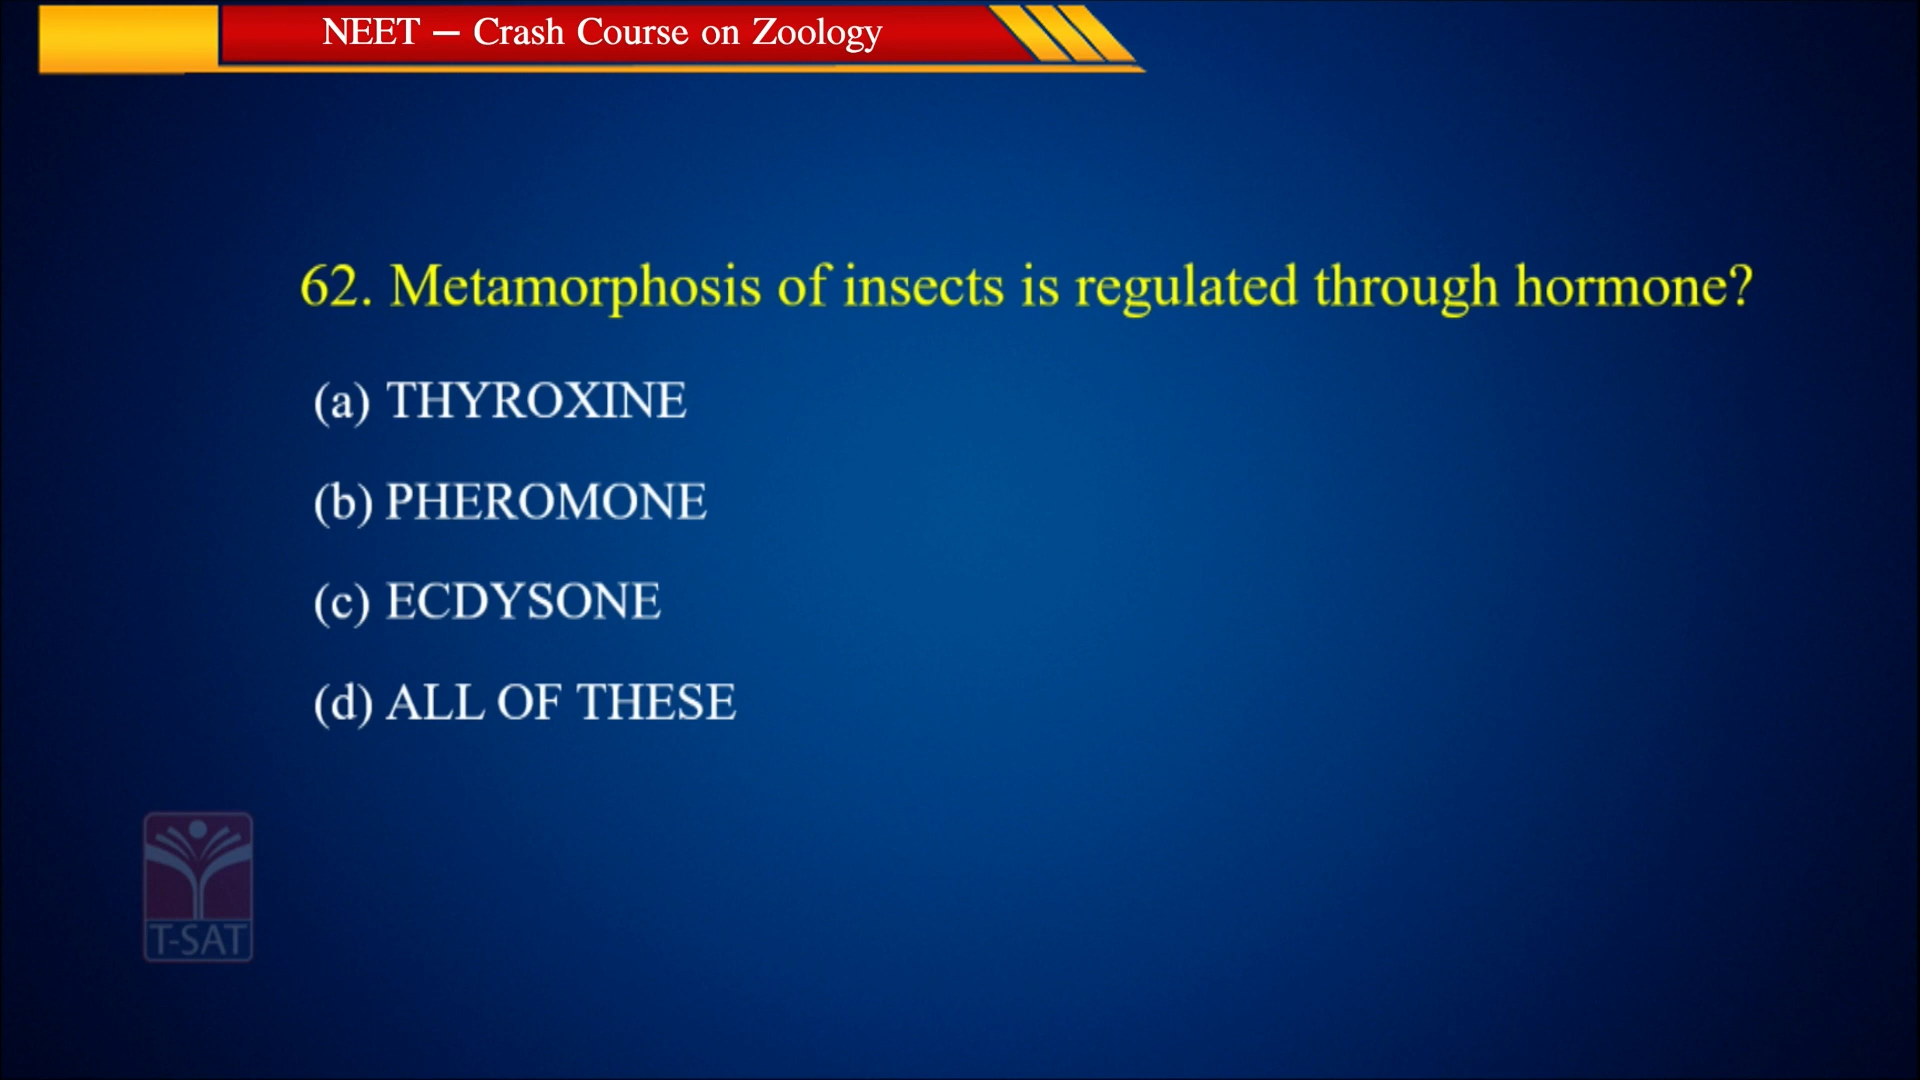 NEET — Crash Course on Zoology
62. Metamorphosis of insects is regulated through hormone?
(a) THYROXINE
(b) PHEROMONE
(c) ECDYSONE
(d) ALL OF THESE
T-SAT